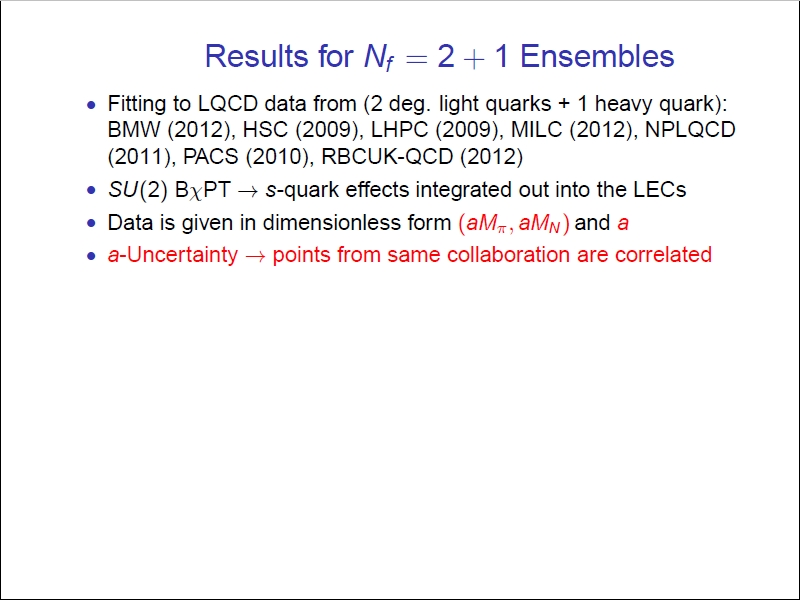 Results for N_f = 2 + 1 Ensembles
• Fitting to LQCD data from (2 deg. light quarks + 1 heavy quark):
BMW (2012), HSC (2009), LHPC (2009), MILC (2012), NPLQCD
(2011), PACS (2010), RBCUK-QCD (2012)
• SU(2) BχPT → s-quark effects integrated out into the LECs
• Data is given in dimensionless form (aM_π, aM_N) and a
• a-Uncertainty → points from same collaboration are correlated